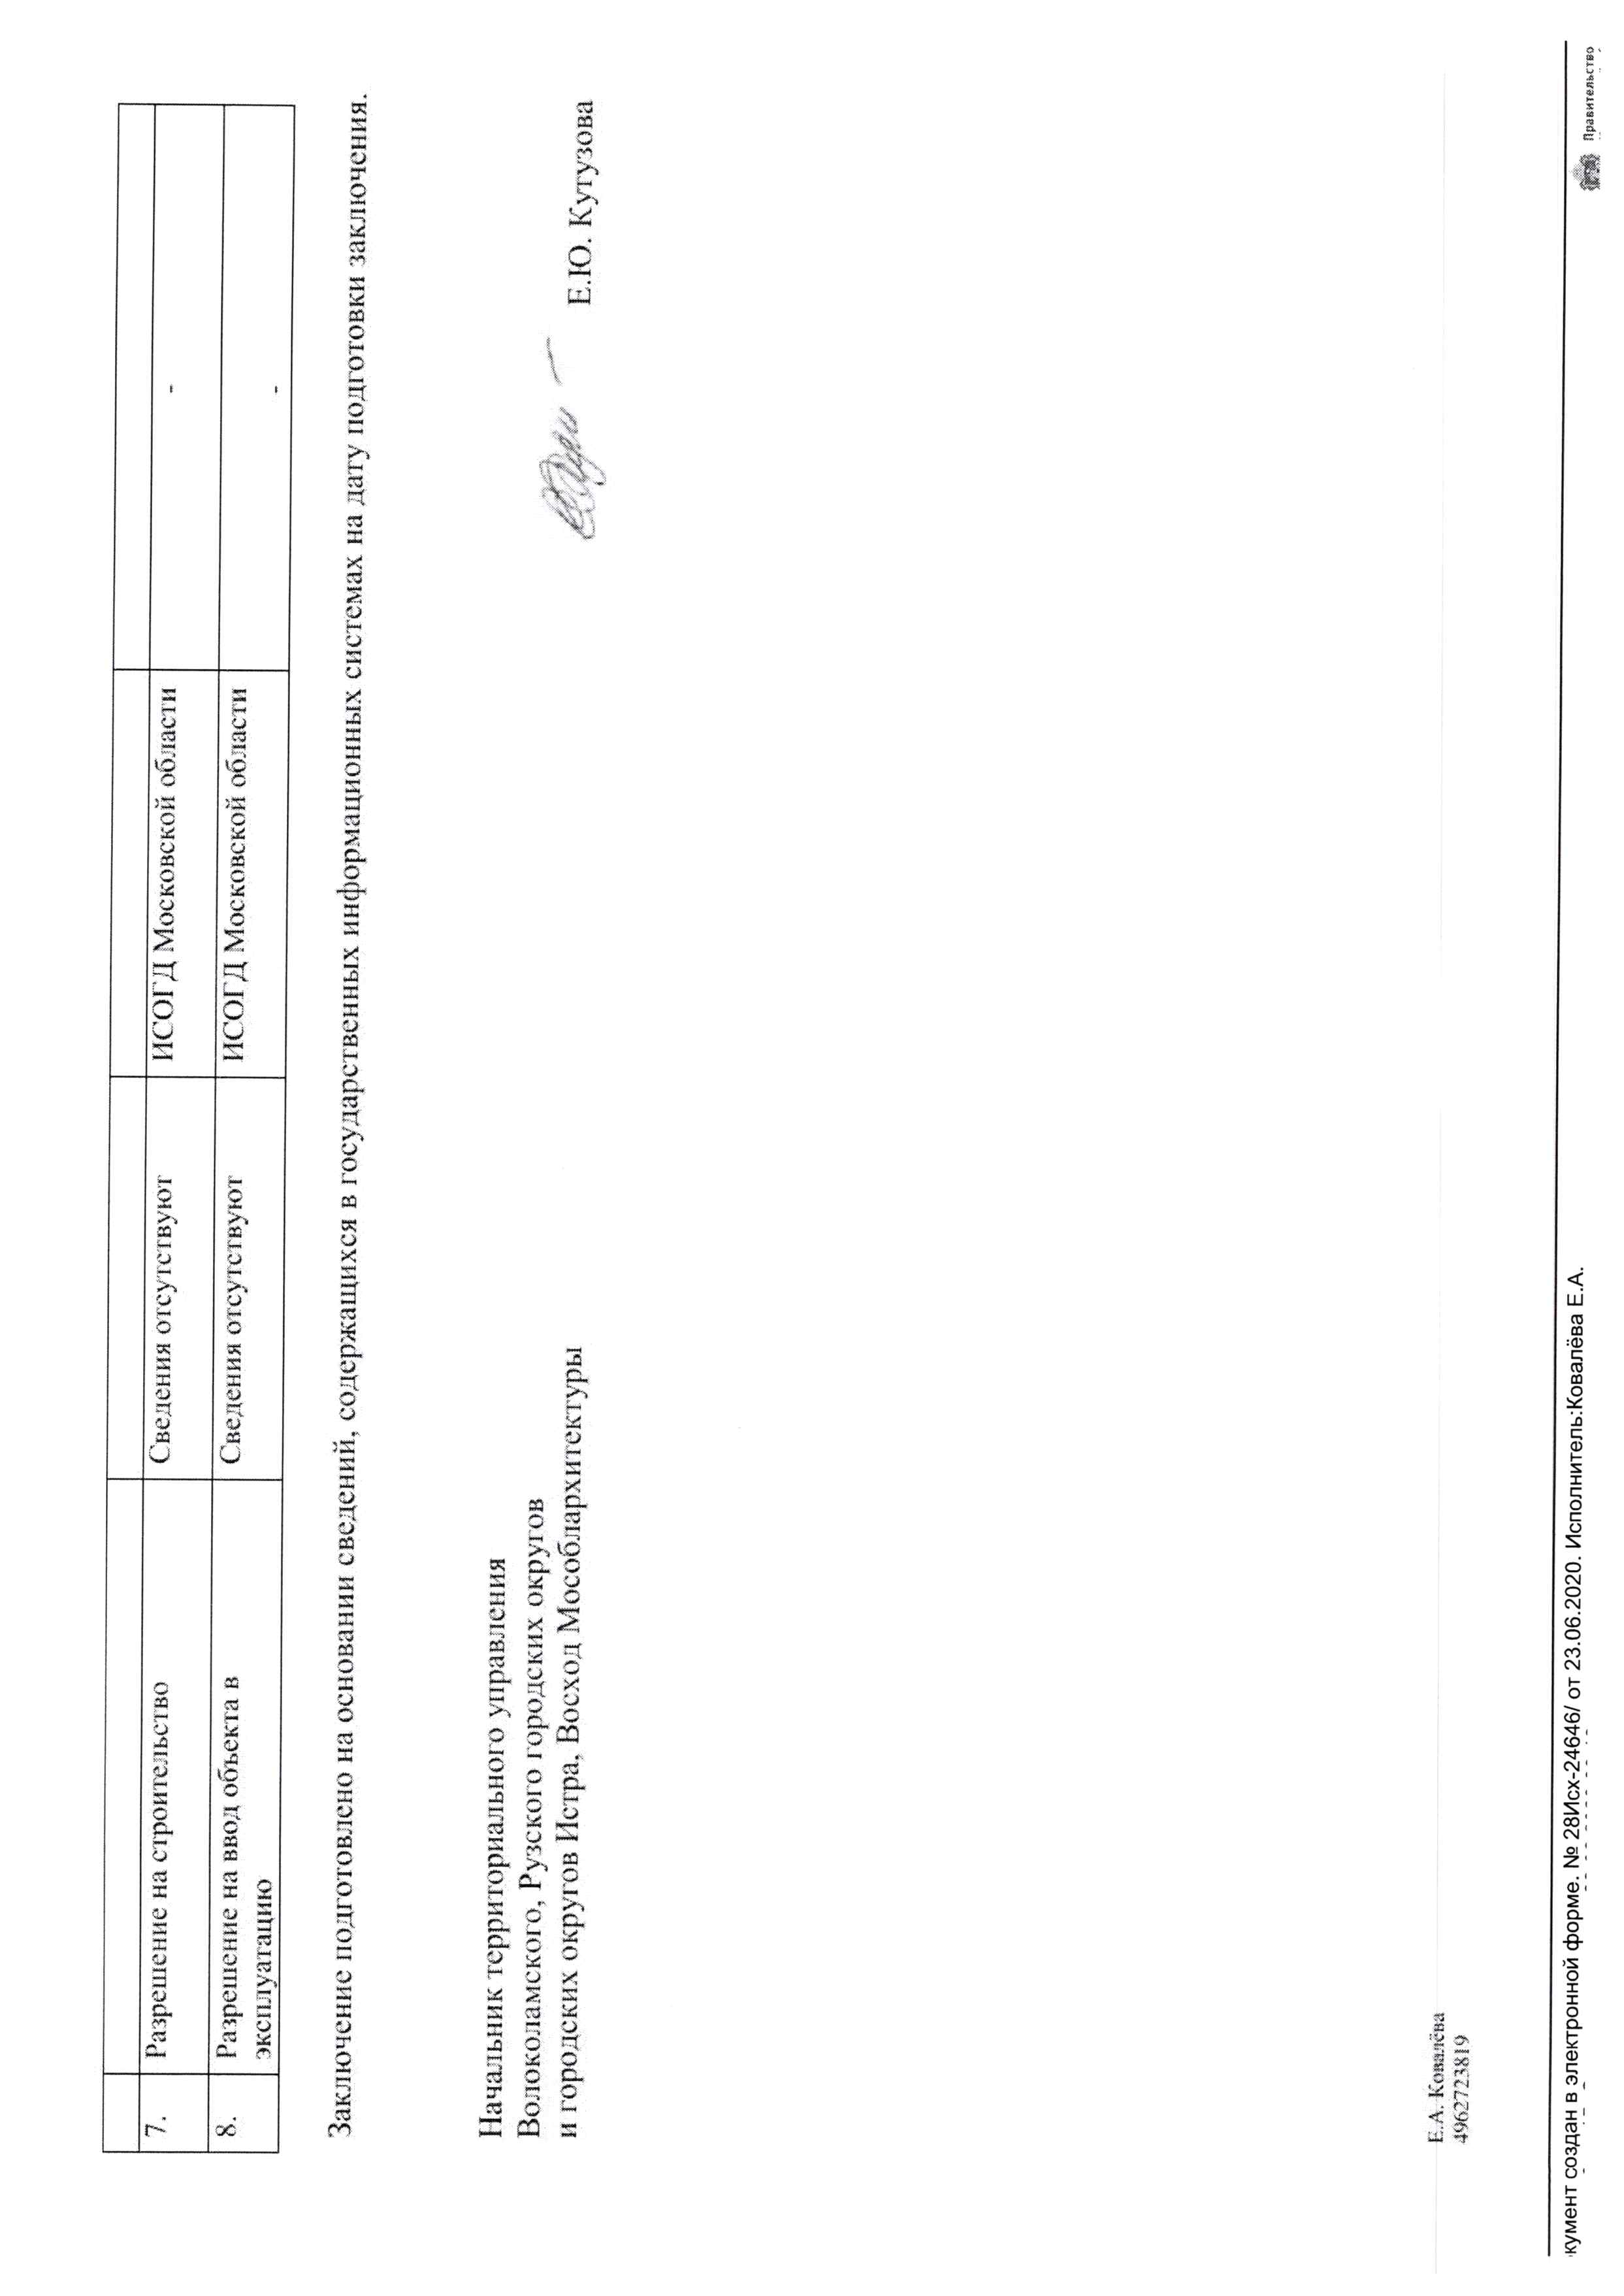 7. Разрешение на строительство Сведения отсутствуют ИСОГД Московской области -
8. Разрешение на ввод объекта в Сведения отсутствуют ИСОГД Московской области
эксплуатацию -
Заключение подготовлено на основании сведений, содержащихся в государственных информационных системах на дату подготовки заключения.
Начальник территориального управления
Волоколамского, Рузского городских округов
и городских округов Истра, Восход Мособлархитектуры Е.Ю. Кутузова
Е.А. Ковалёва
4962723819
кумент создан в электронной форме. № 28Исх-24646/ от 23.06.2020. Исполнитель:Ковалёва Е.А.
Правительство